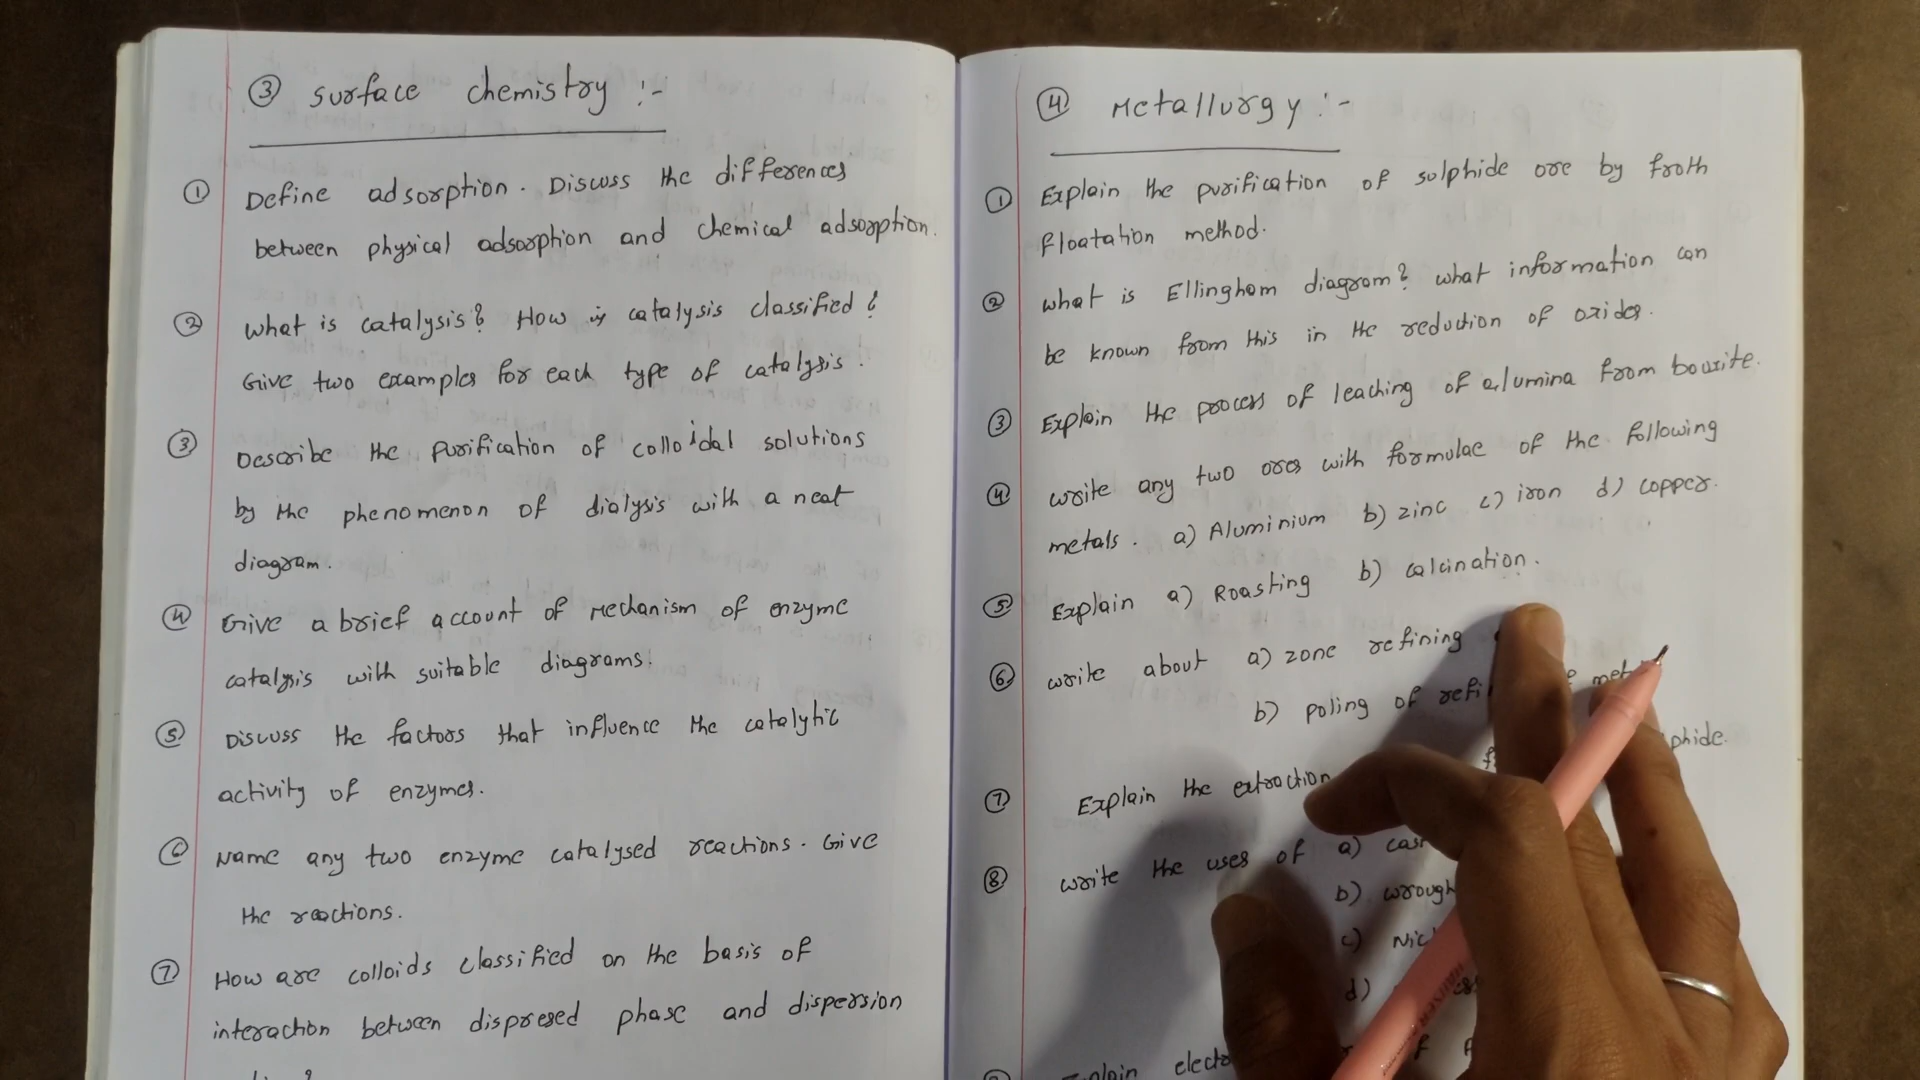 ③ Surface chemistry :-
① Define adsorption. Discuss the differences
between physical adsorption and chemical adsorption.
② What is catalysis? How is catalysis classified?
Give two examples for each type of catalysis.
③ Describe the purification of colloidal solutions
by the phenomenon of dialysis with a neat
diagram.
④ Give a brief account of mechanism of enzyme
catalysis with suitable diagrams.
⑤ Discuss the factors that influence the catalytic
activity of enzymes.
⑥ Name any two enzyme catalysed reactions. Give
the reactions.
⑦ How are colloids classified on the basis of
interaction between dispresed phase and dispersion
④ Metallurgy :-
① Explain the purification of sulphide ore by froth
floatation method.
② what is Ellingham diagram? what information can
be known from this in the reduction of oxides.
③ Explain the process of leaching of alumina from bauxite.
④ write any two ores with formulae of the following
metals. a) Aluminium b) zinc c) iron d) copper.
⑤ Explain a) Roasting b) calcination.
⑥ write about a) zone refining
b) poling of
⑦ Explain the extraction phide.
⑧ write the uses of a)
b)
c)
d)